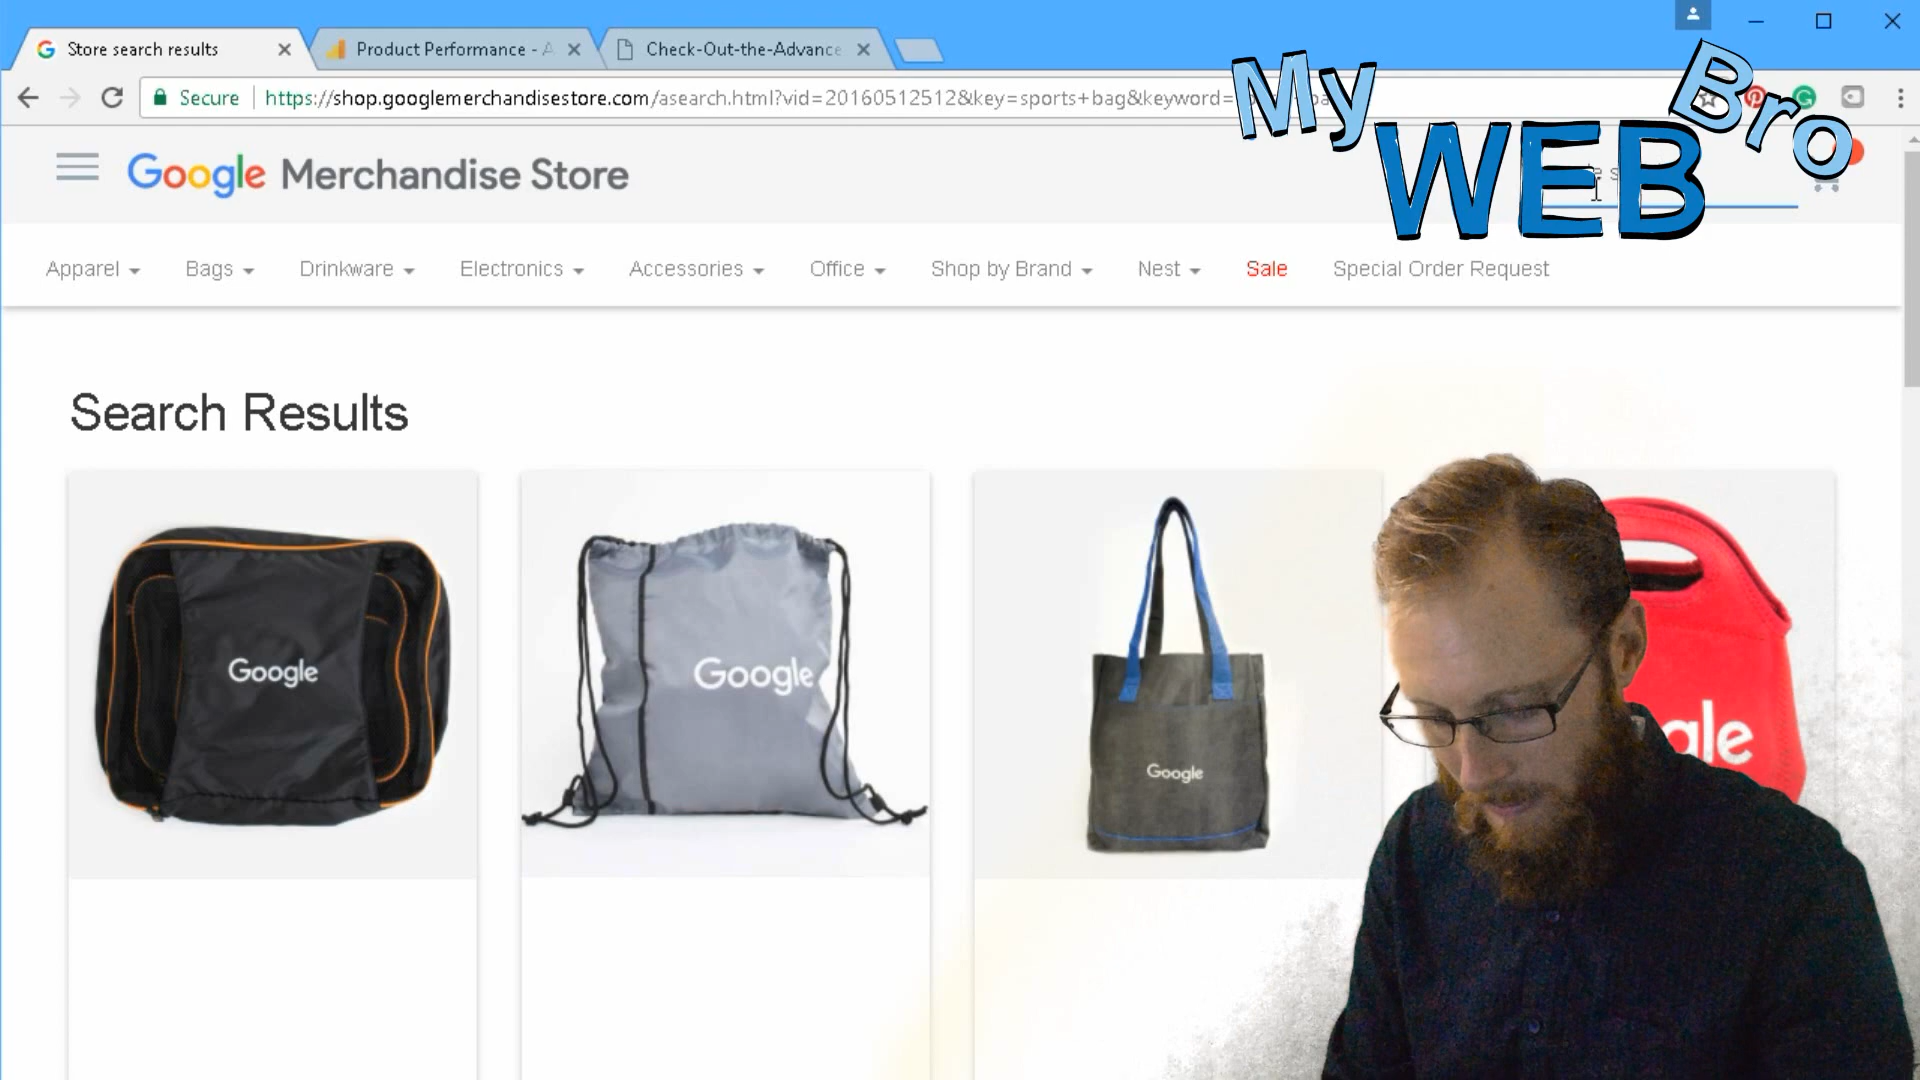 Store search results
Product Performance - A
Check-Out-the-Advance
Secure
https://shop.googlemerchandisestore.com/asearch.html?vid=20160512512&key=sports+bag&keyword=
My
WEB
Bro
Google Merchandise Store
Apparel
Bags
Drinkware
Electronics
Accessories
Office
Shop by Brand
Nest
Sale
Special Order Request
Search Results
Google
Google
Google
gle